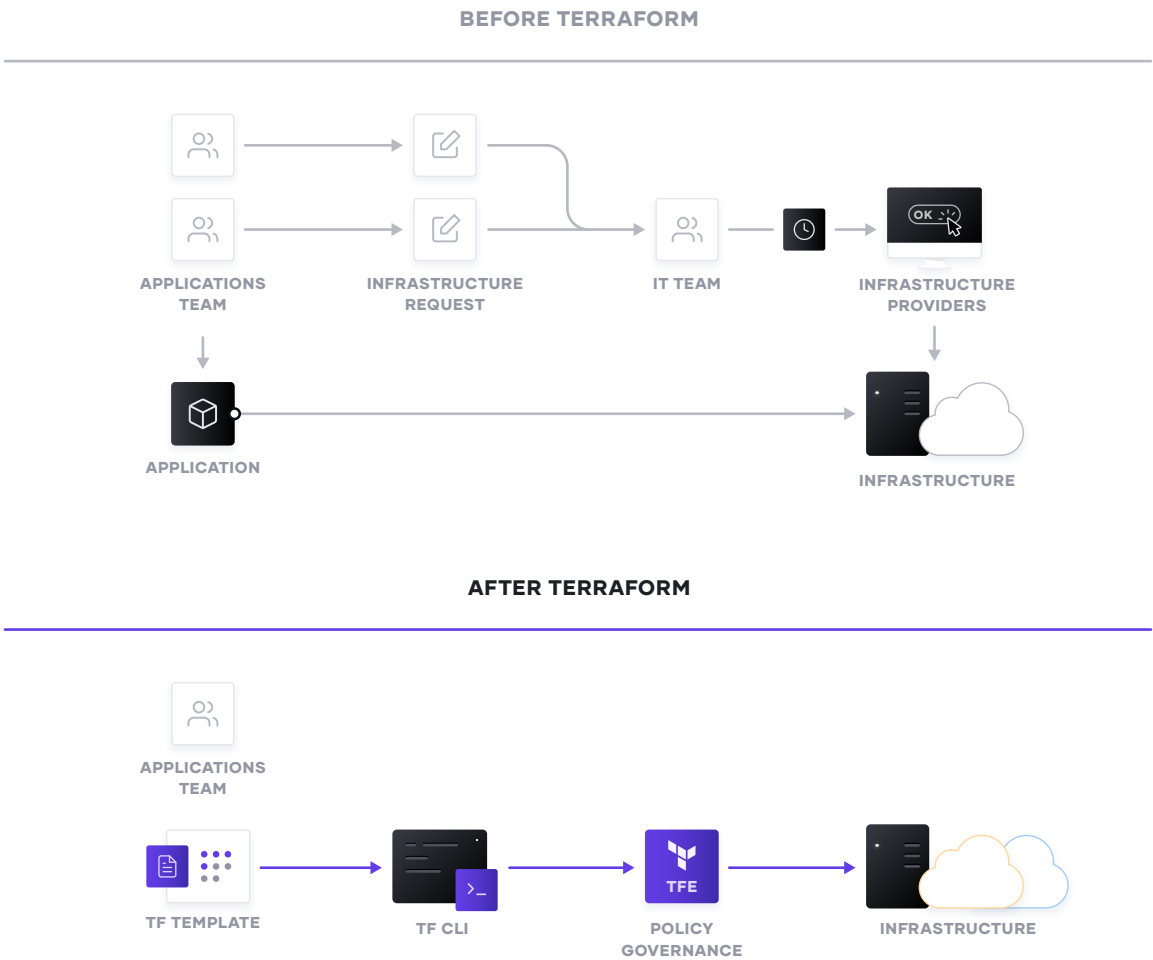 BEFORE TERRAFORM
OK
APPLICATIONS
TEAM
INFRASTRUCTURE
REQUEST
IT TEAM
INFRASTRUCTURE
PROVIDERS
APPLICATION
INFRASTRUCTURE
AFTER TERRAFORM
APPLICATIONS
TEAM
TFE
TF TEMPLATE
TF CLI
POLICY
GOVERNANCE
INFRASTRUCTURE